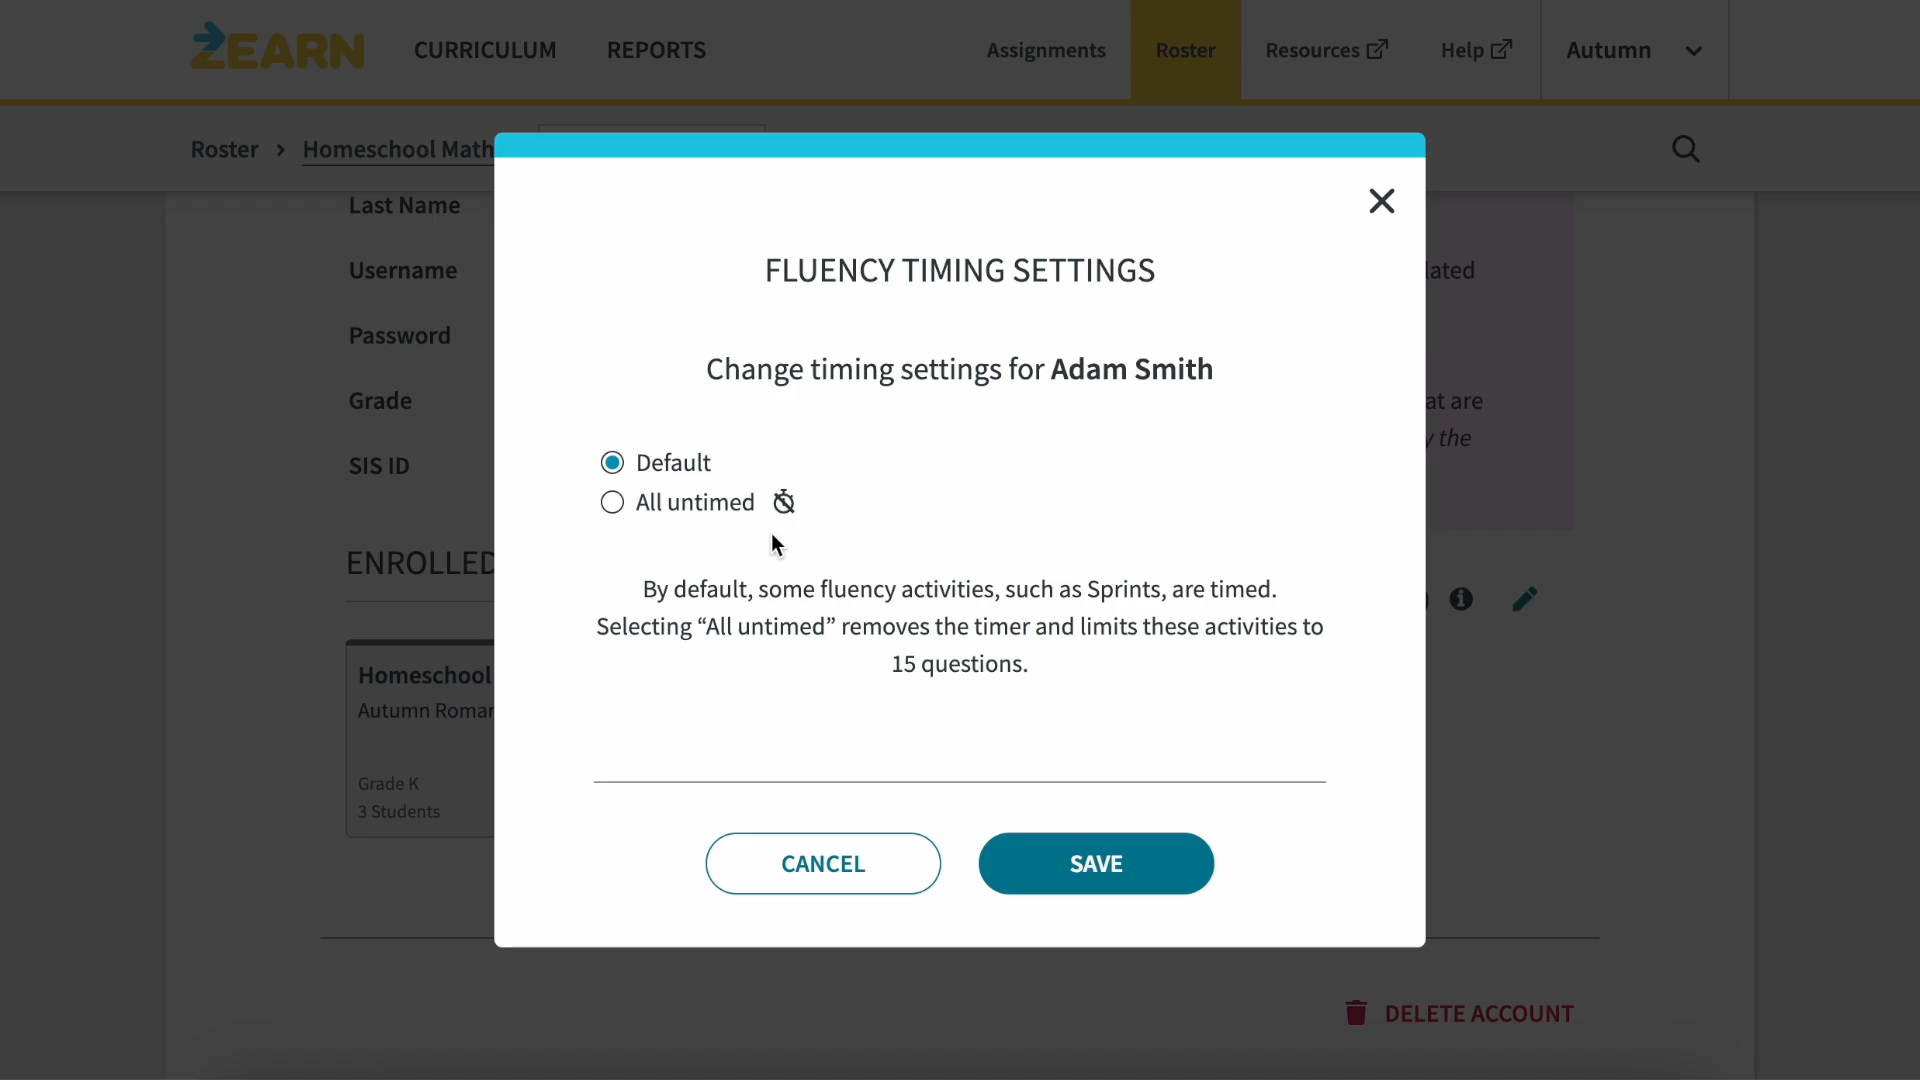 ZEARN
CURRICULUM
REPORTS
Assignments
Roster
Resources
Help
Autumn
Roster > Homeschool Math
Last Name
Username
Password
Grade
SIS ID
ENROLLED
Homeschool
Autumn Roman
Grade K
3 Students
FLUENCY TIMING SETTINGS
Change timing settings for Adam Smith
Default
All untimed
By default, some fluency activities, such as Sprints, are timed.
Selecting “All untimed” removes the timer and limits these activities to
15 questions.
CANCEL
SAVE
at are
the
DELETE ACCOUNT